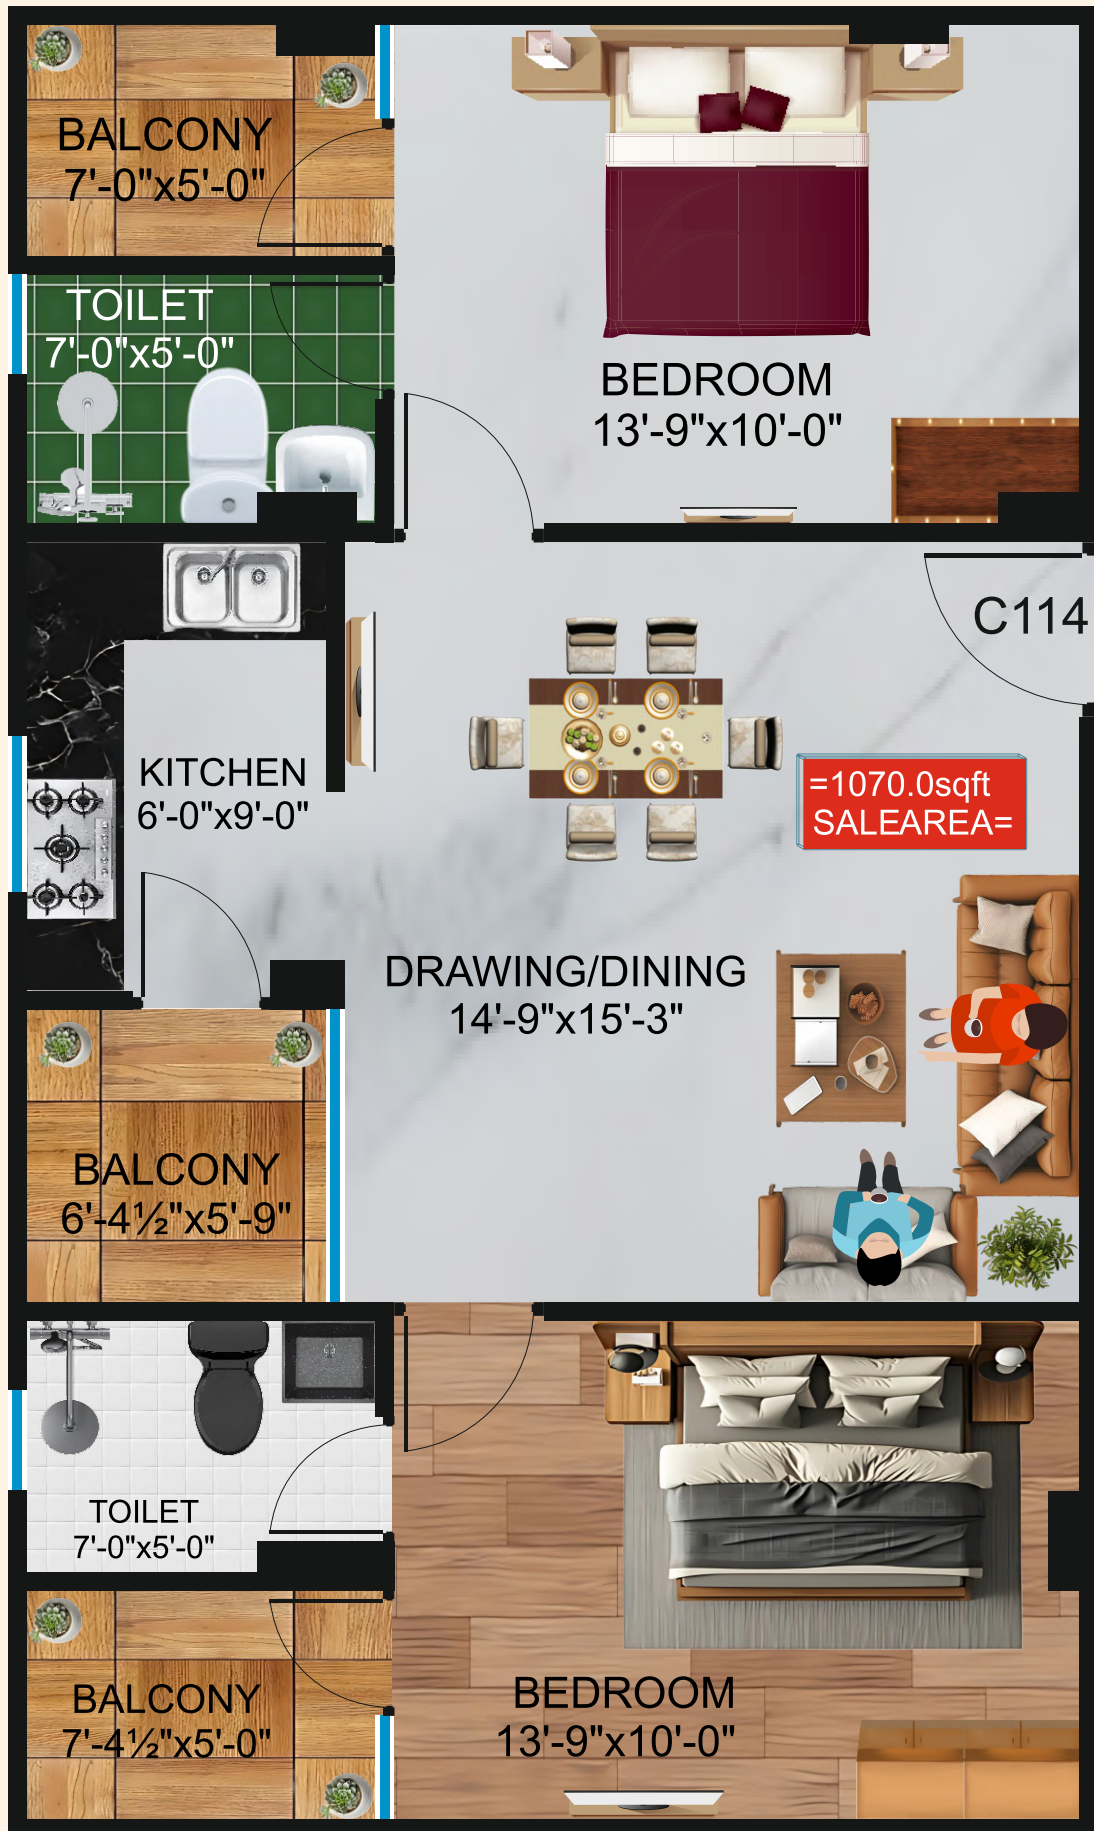 BALCONY
7'-0"x5'-0"
TOILET
7'-0"x5'-0"
BEDROOM
13'-9"x10'-0"
C114
KITCHEN
6'-0"x9'-0"
=1070.0sqft
SALEAREA=
DRAWING/DINING
14'-9"x15'-3"
BALCONY
6'-4½"x5'-9"
TOILET
7'-0"x5'-0"
BALCONY
7'-4½"x5'-0"
BEDROOM
13'-9"x10'-0"